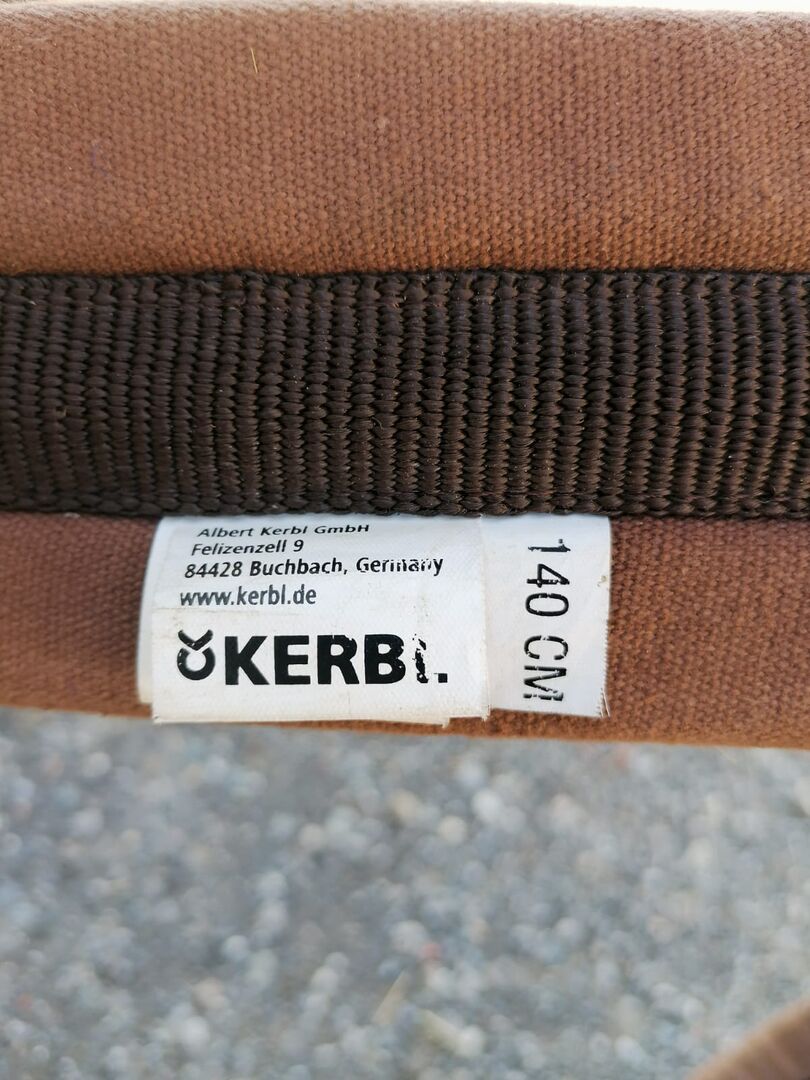 Albert Kerbl GmbH
Felizenzell 9
84428 Buchbach, Germany
www.kerbl.de
KERBL
140 CM